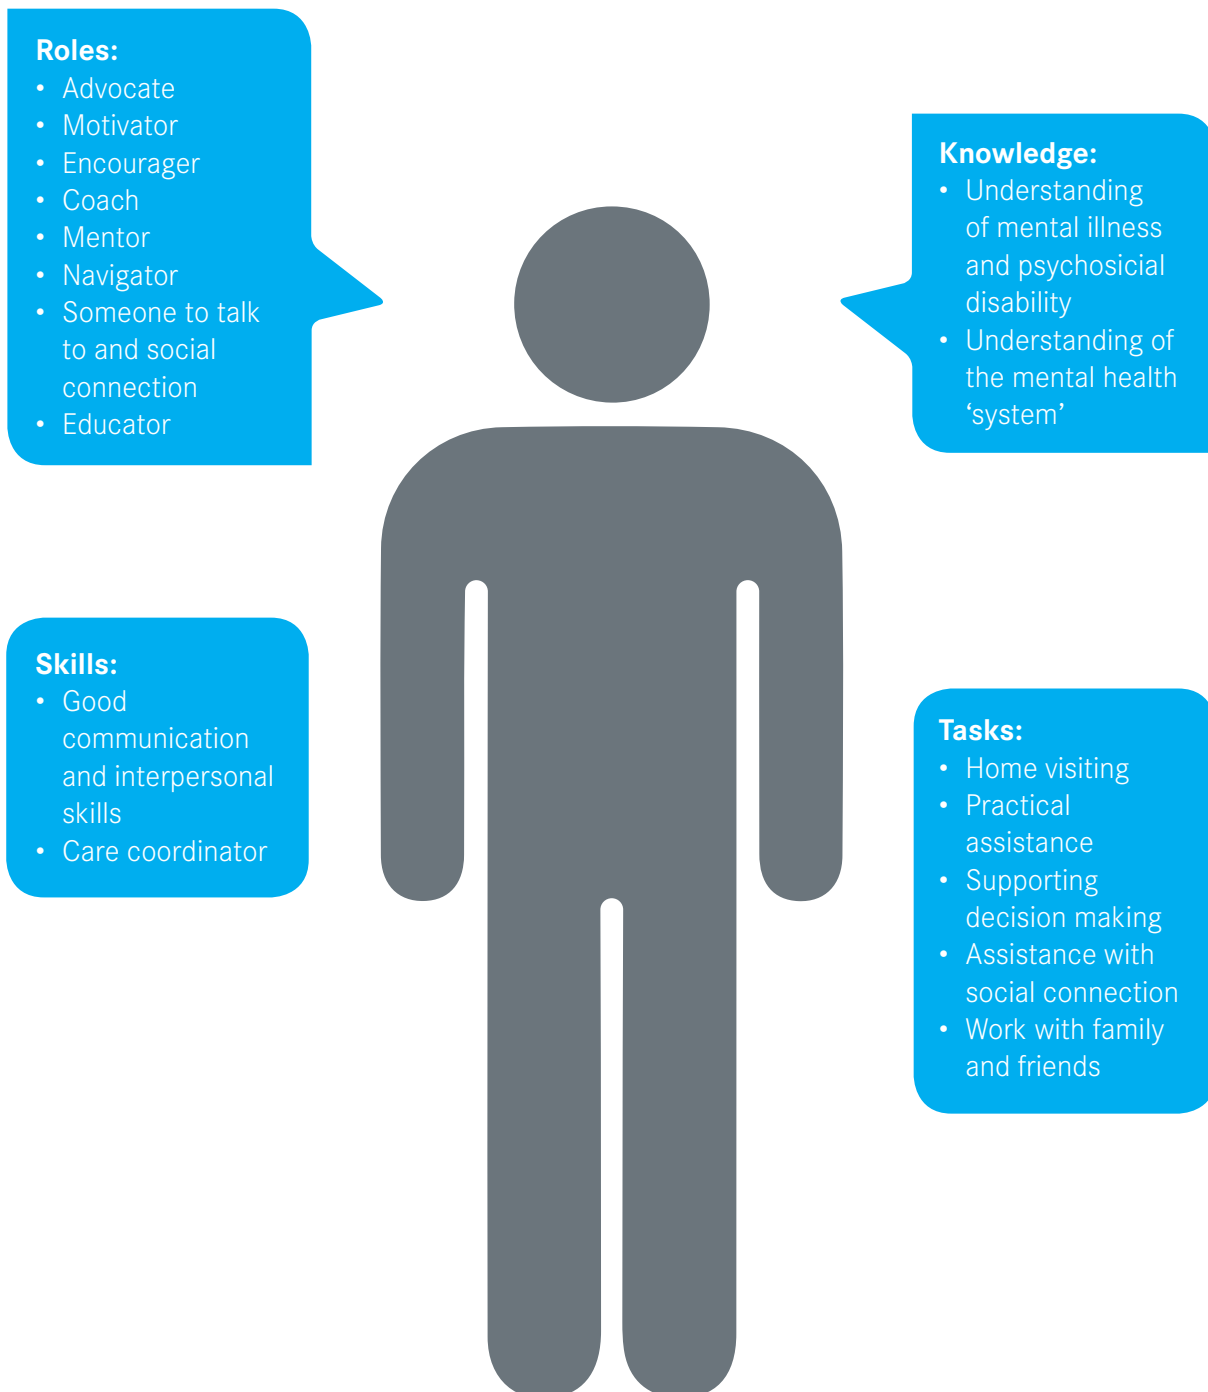 Roles:
• Advocate
• Motivator
• Encourager
• Coach
• Mentor
• Navigator
• Someone to talk
to and social
connection
• Educator
Knowledge:
• Understanding
of mental illness
and psychosicial
disability
• Understanding of
the mental health
‘system’
Skills:
• Good
communication
and interpersonal
skills
• Care coordinator
Tasks:
• Home visiting
• Practical
assistance
• Supporting
decision making
• Assistance with
social connection
• Work with family
and friends